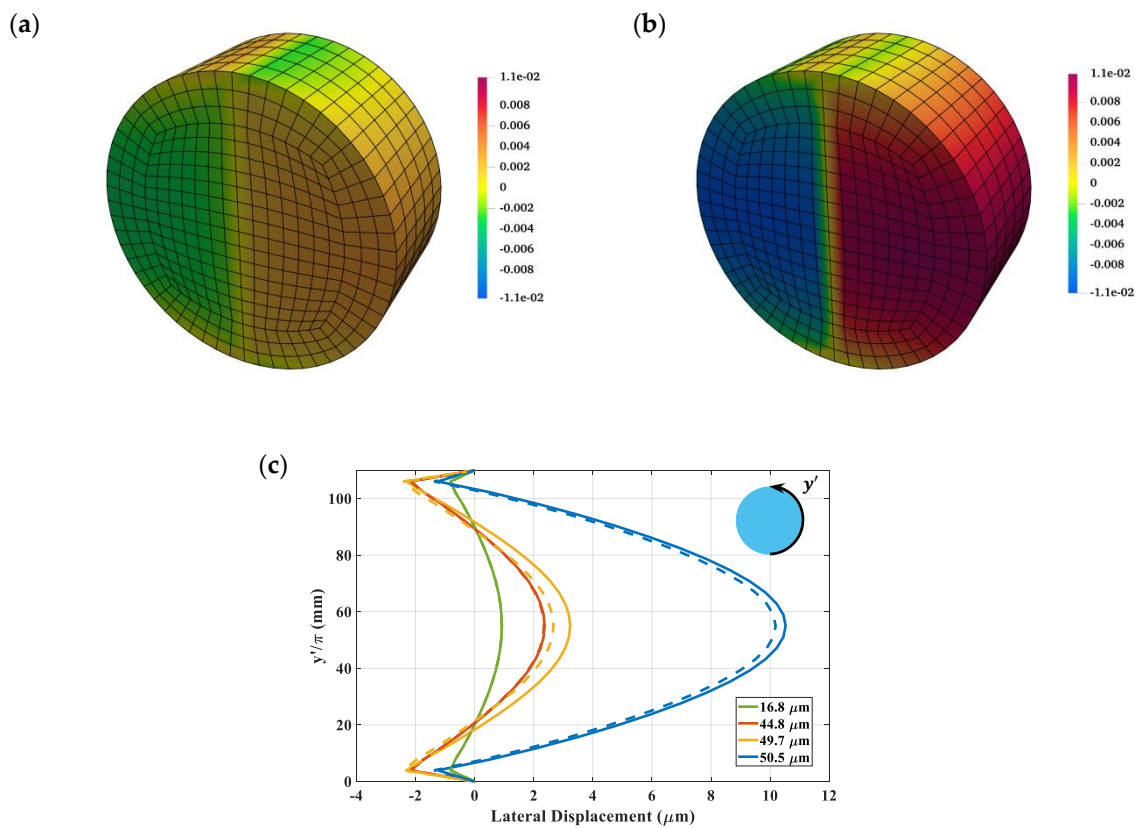 (a)
1.1e-02
0.008
0.006
0.004
0.002
0
-0.002
-0.004
-0.006
-0.008
-1.1e-02
(b)
1.1e-02
0.008
0.006
0.004
0.002
0
-0.002
-0.004
-0.006
-0.008
-1.1e-02
(c)
y'/π (mm)
100
80
60
40
20
0
-4 -2 0 2 4 6 8 10 12
Lateral Displacement (μm)
y'
16.8 μm
44.8 μm
49.7 μm
50.5 μm